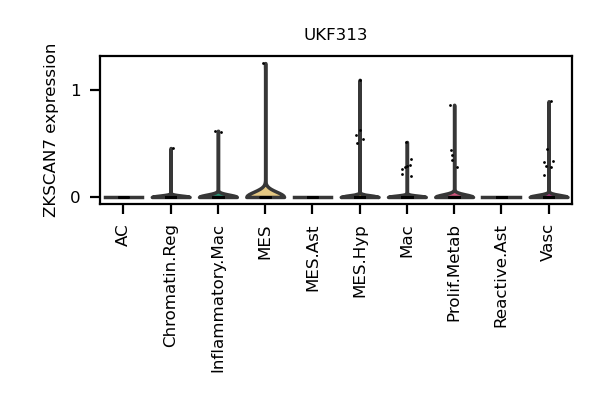 UKF313
ZKSCAN7 expression
1
0
AC
Chromatin.Reg
Inflammatory.Mac
MES
MES.Ast
MES.Hyp
Mac
Prolif.Metab
Reactive.Ast
Vasc